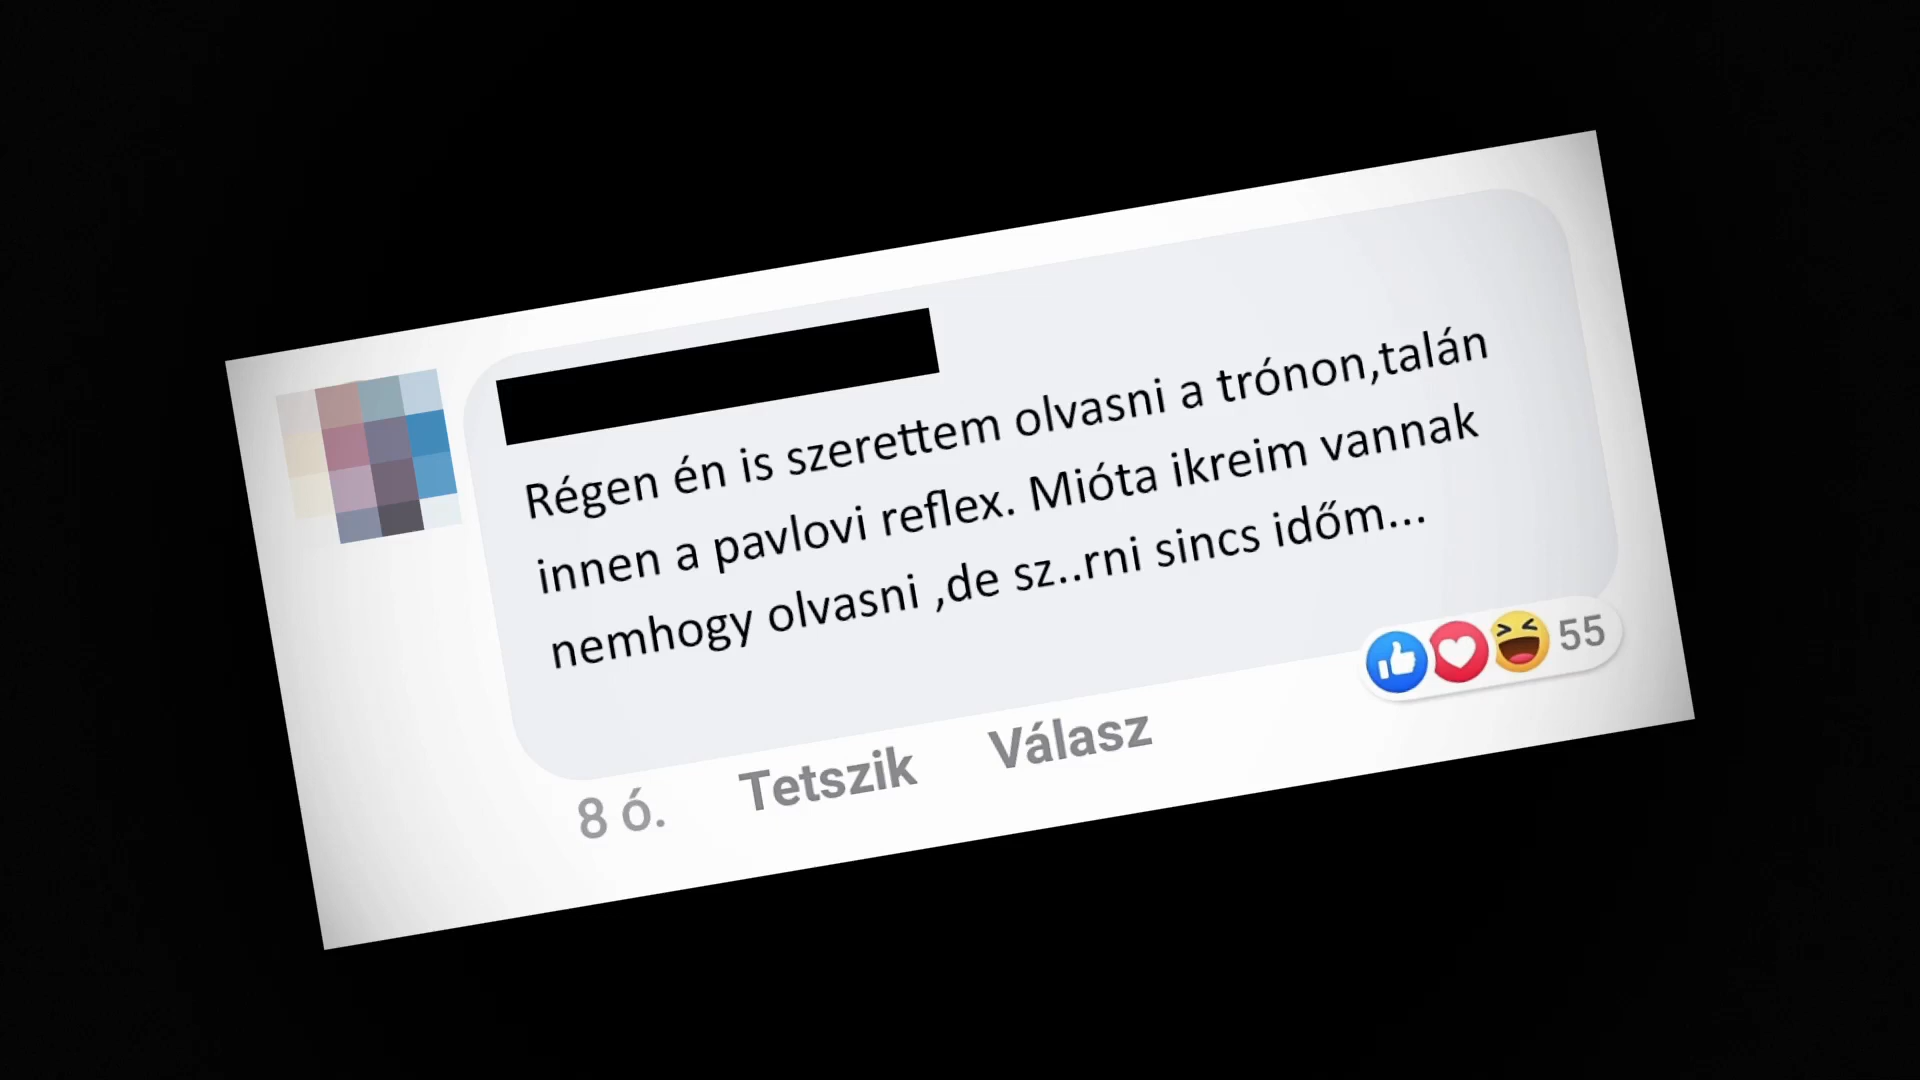 Régen én is szerettem olvasni a trónon,talán
innen a pavlovi reflex. Mióta ikreim vannak
nemhogy olvasni ,de sz..rni sincs időm...
55
8 ó. Tetszik Válasz